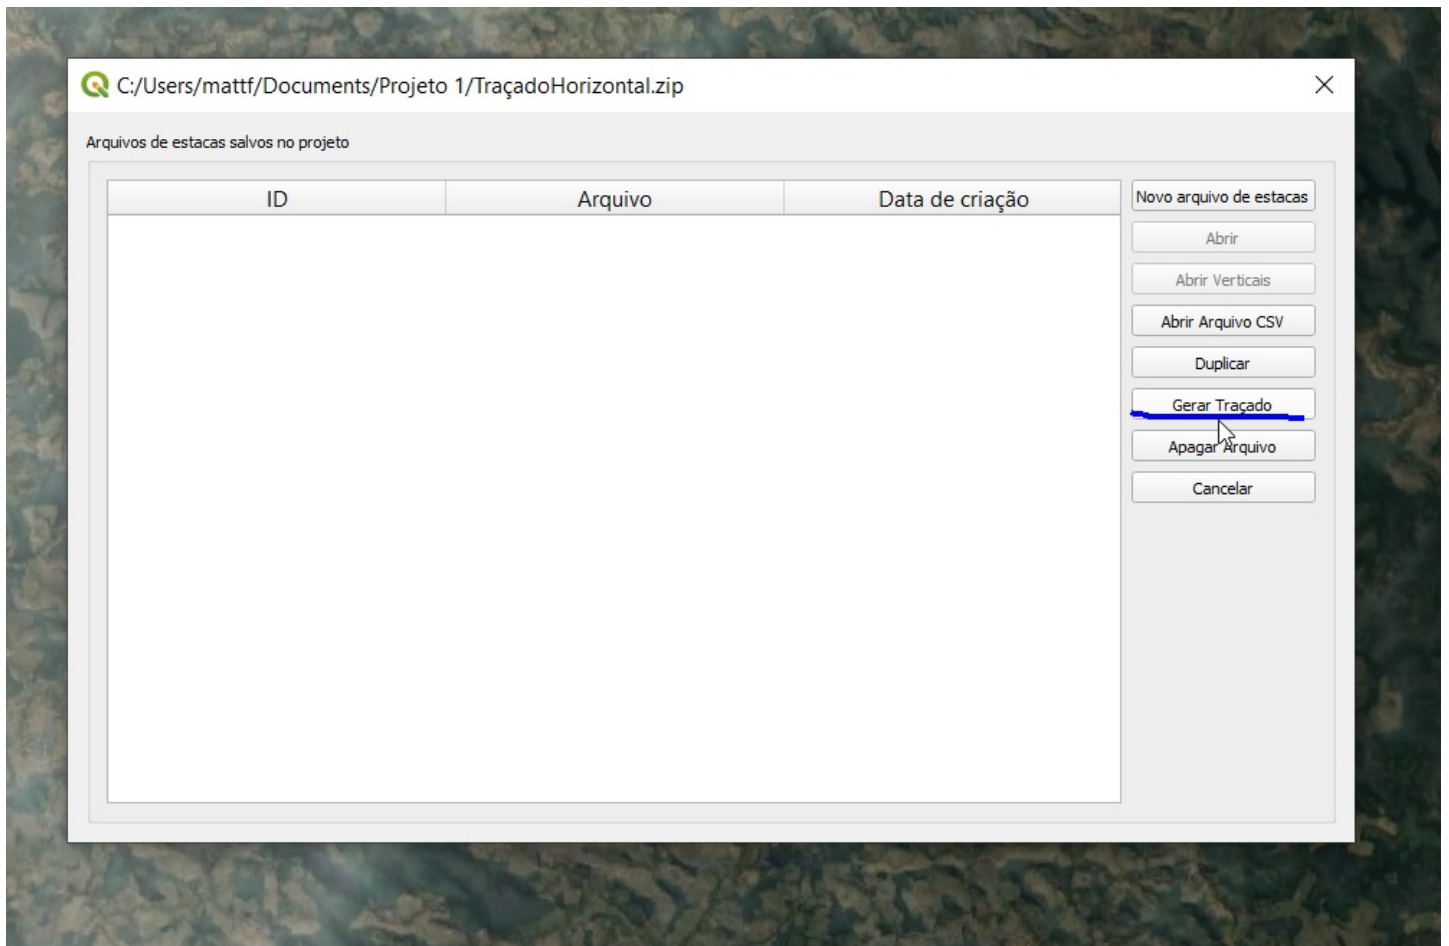 C:/Users/mattf/Documents/Projeto 1/TraçadoHorizontal.zip
Arquivos de estacas salvos no projeto
ID Arquivo Data de criação
Novo arquivo de estacas
Abrir
Abrir Verticais
Abrir Arquivo CSV
Duplicar
Gerar Traçado
Apagar Arquivo
Cancelar